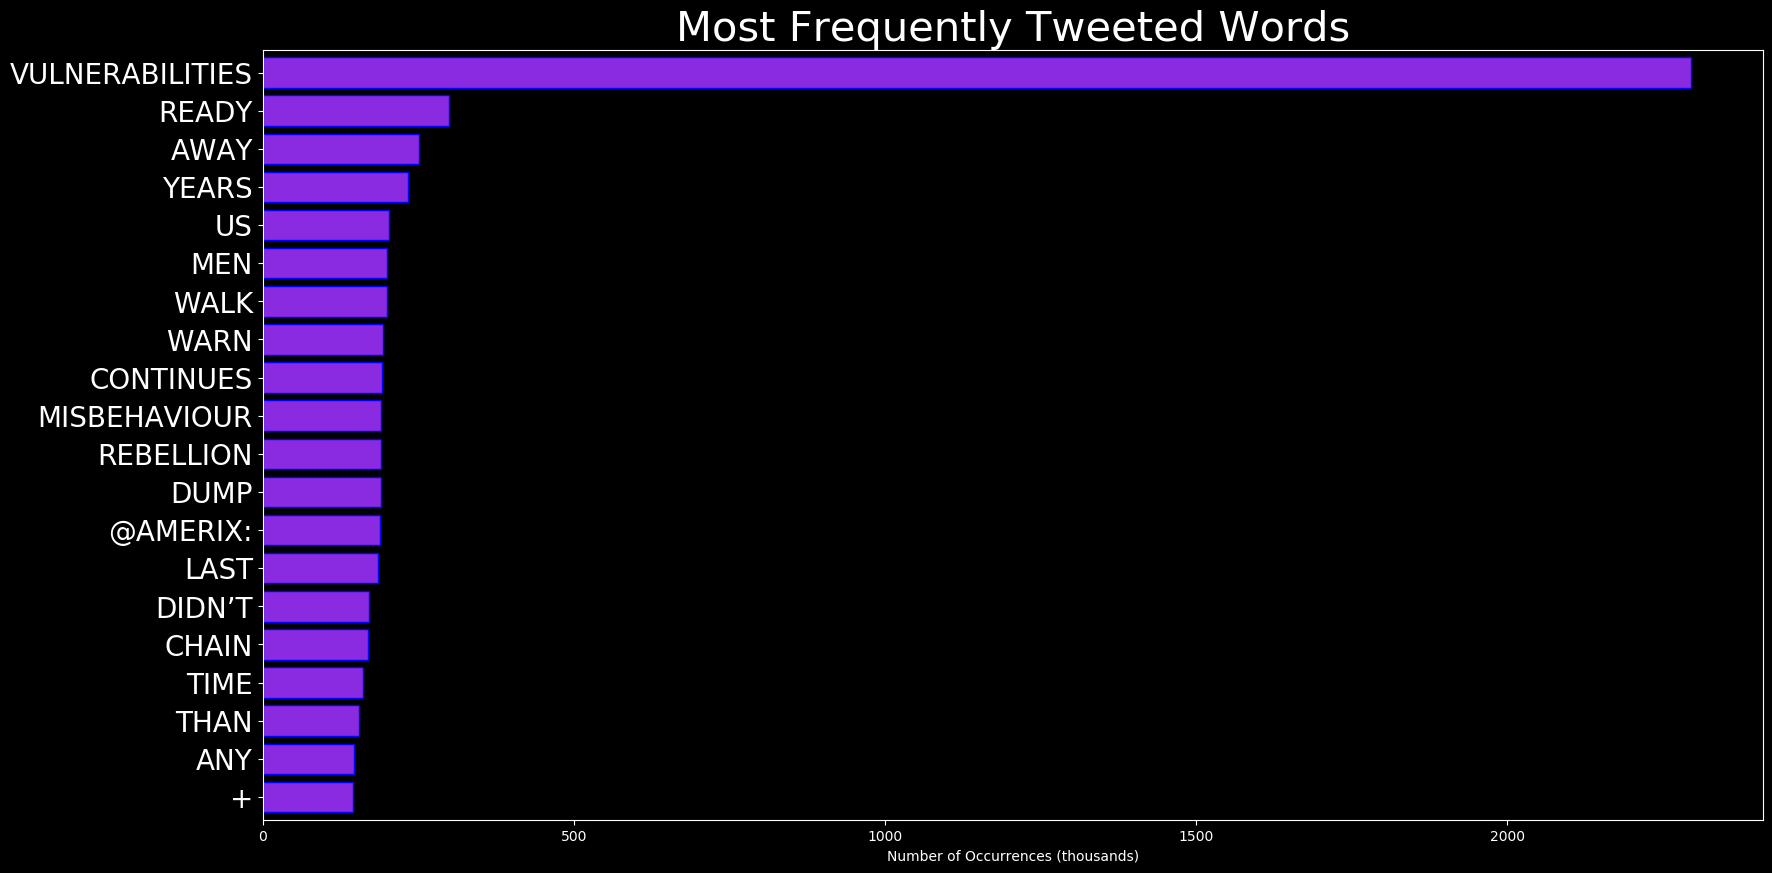 Most Frequently Tweeted Words
VULNERABILITIES
READY
AWAY
YEARS
US
MEN
WALK
WARN
CONTINUES
MISBEHAVIOUR
REBELLION
DUMP
@AMERIX:
LAST
DIDN’T
CHAIN
TIME
THAN
ANY
+
0 500 1000 1500 2000
Number of Occurrences (thousands)